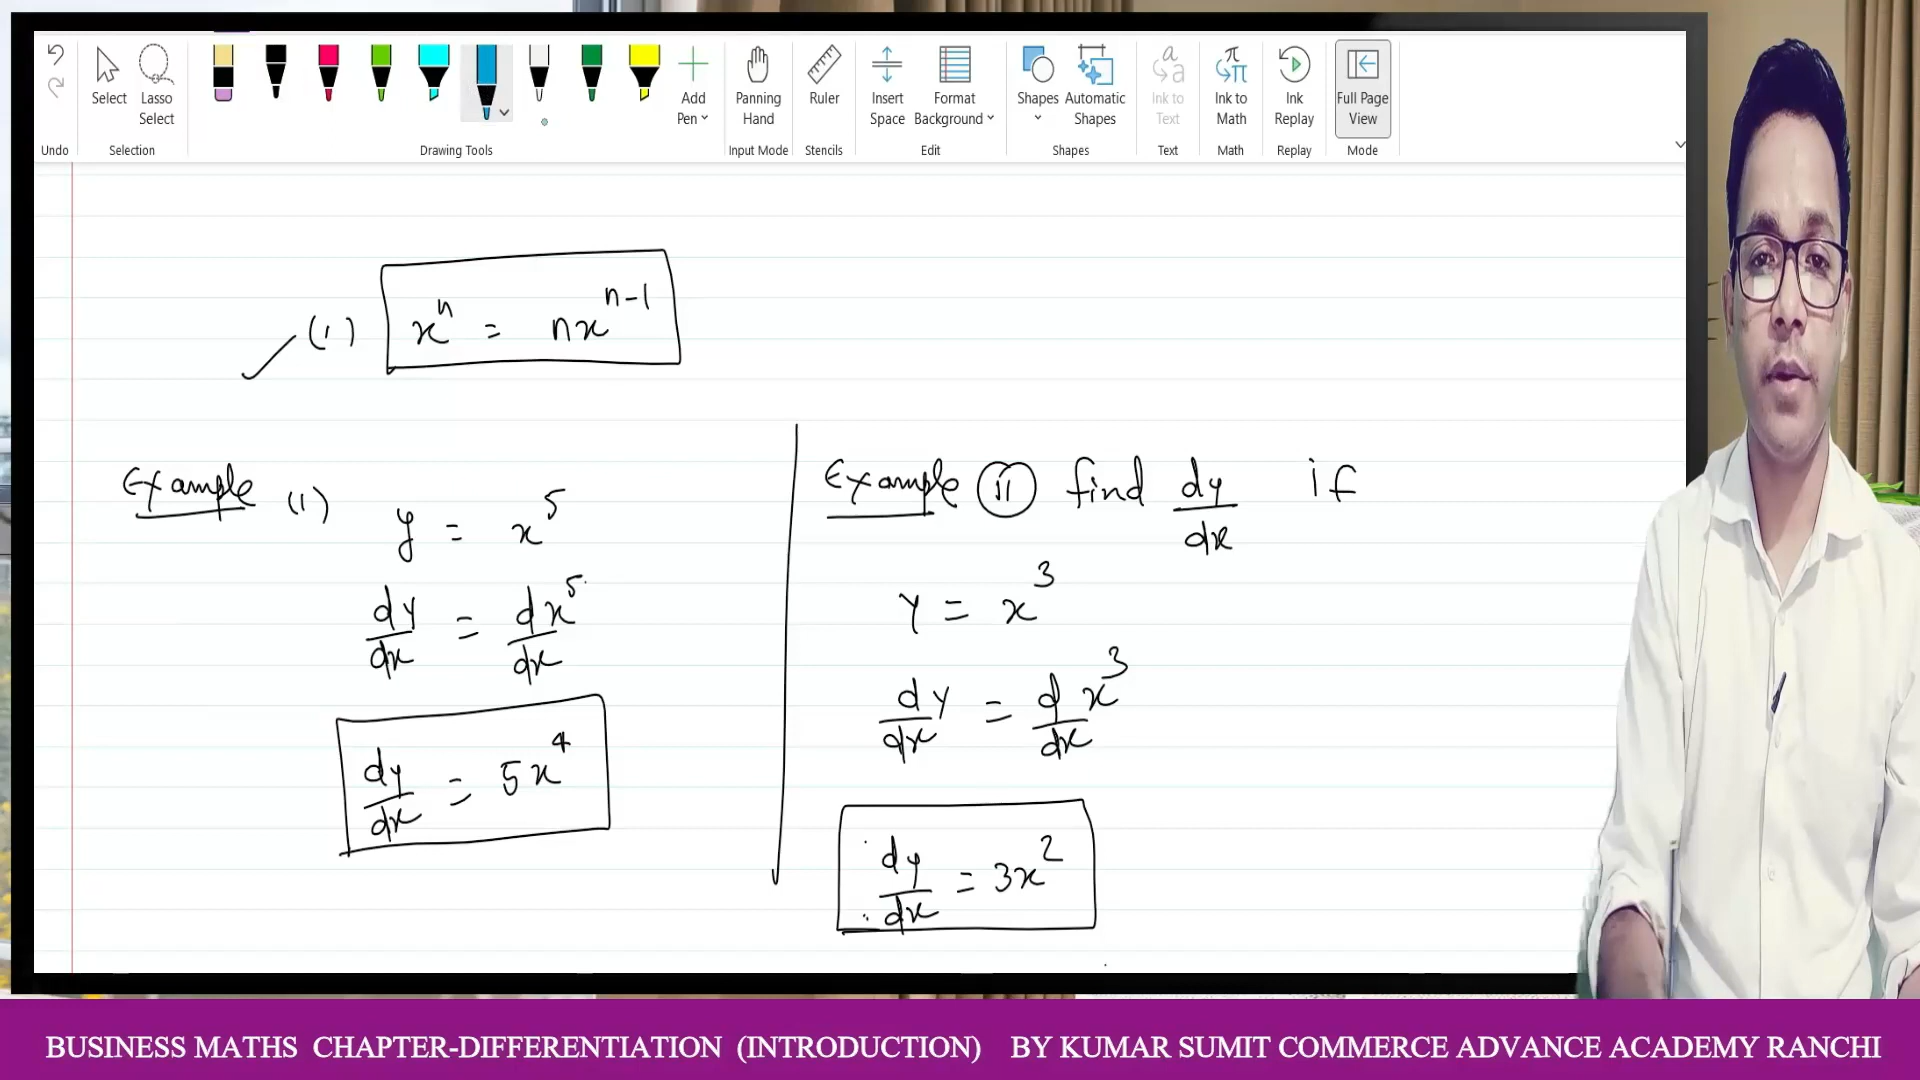 Select
Lasso Select
Add Pen
Panning Hand
Ruler
Insert Space
Format Background
Shapes
Automatic Shapes
Ink to Text
Ink to Math
Ink Replay
Full Page View
Undo
Selection
Drawing Tools
Input Mode
Stencils
Edit
Shapes
Text
Math
Replay
Mode
(1) x^n = nx^{n-1}
Example (1)
y = x^5
dy/dx = dx^5/dx
dy/dx = 5x^4
Example (ii) find dy/dx if
y = x^3
dy/dx = d/dx x^3
dy/dx = 3x^2
BUSINESS MATHS CHAPTER-DIFFERENTIATION (INTRODUCTION) BY KUMAR SUMIT COMMERCE ADVANCE ACADEMY RANCHI